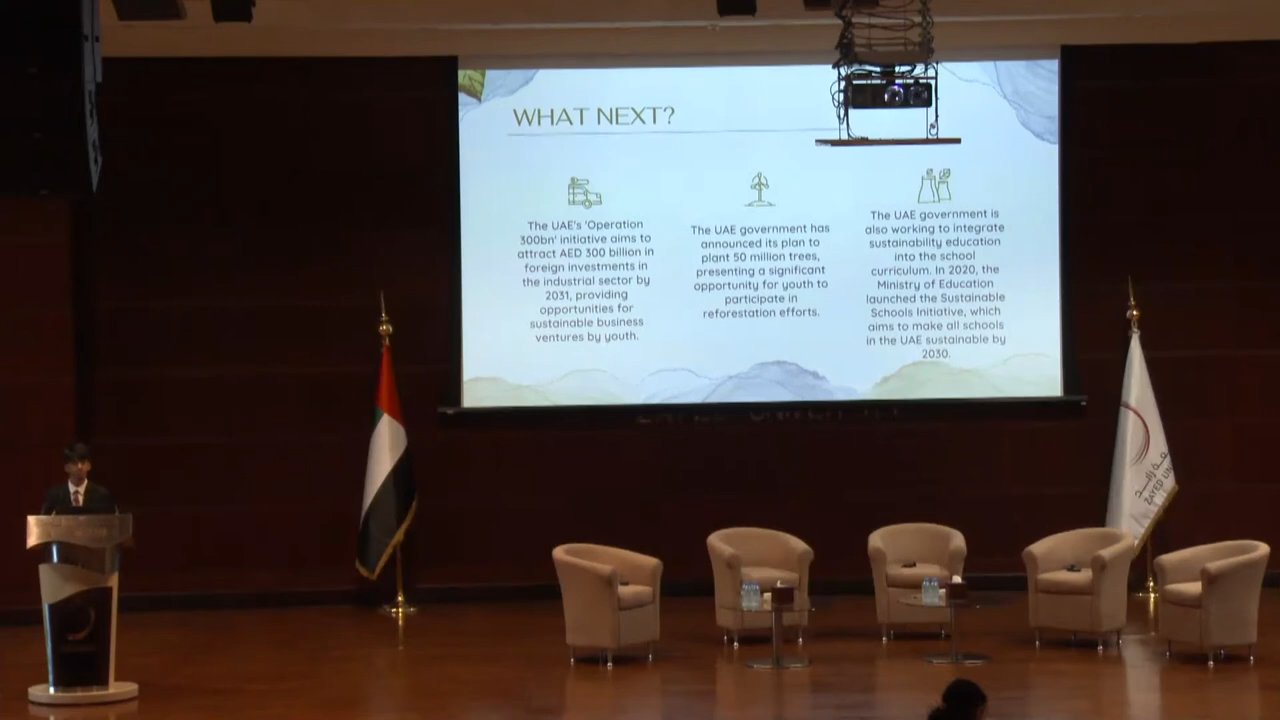 WHAT NEXT?
The UAE's 'Operation
300bn' initiative aims to
attract AED 300 billion in
foreign investments in
the industrial sector by
2031, providing
opportunities for
sustainable business
ventures by youth.
The UAE government has
announced its plan to
plant 50 million trees,
presenting a significant
opportunity for youth to
participate in
reforestation efforts.
The UAE government is
also working to integrate
sustainability education
into the school
curriculum. In 2020, the
Ministry of Education
launched the Sustainable
Schools Initiative, which
aims to make all schools
in the UAE sustainable by
2030.
ZAYED UN